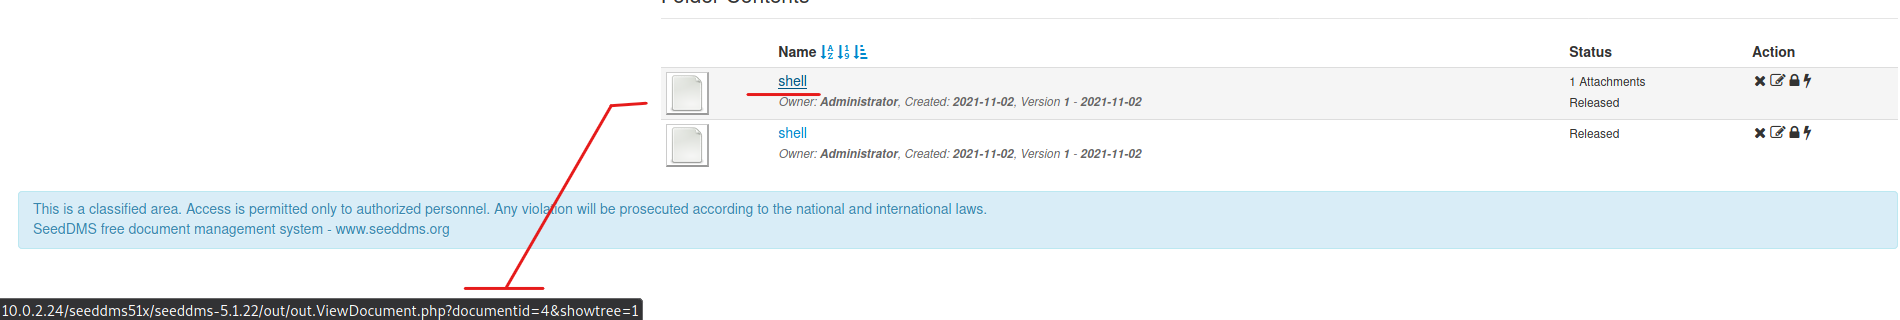 Folder Contents
Name Status Action
shell 1 Attachments
Owner: Administrator, Created: 2021-11-02, Version 1 - 2021-11-02 Released
shell Released
Owner: Administrator, Created: 2021-11-02, Version 1 - 2021-11-02
This is a classified area. Access is permitted only to authorized personnel. Any violation will be prosecuted according to the national and international laws.
SeedDMS free document management system - www.seeddms.org
10.0.2.24/seeddms51x/seeddms-5.1.22/out/out.ViewDocument.php?documentid=4&showtree=1